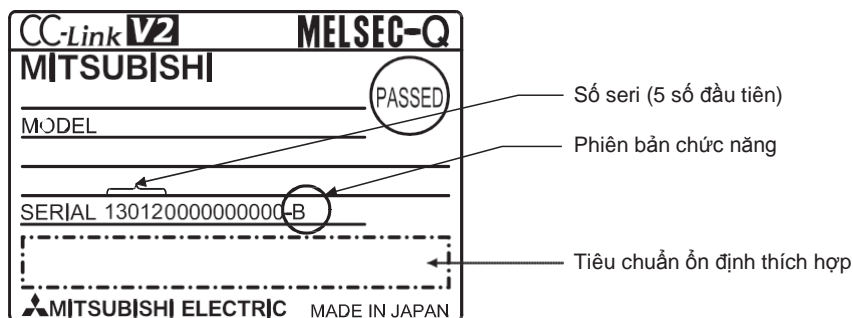 CC-Link V2 MELSEC-Q
MITSUBISHI
PASSED
Số seri (5 số đầu tiên)
MODEL
Phiên bản chức năng
SERIAL 130120000000000-B
Tiêu chuẩn ổn định thích hợp
MITSUBISHI ELECTRIC MADE IN JAPAN